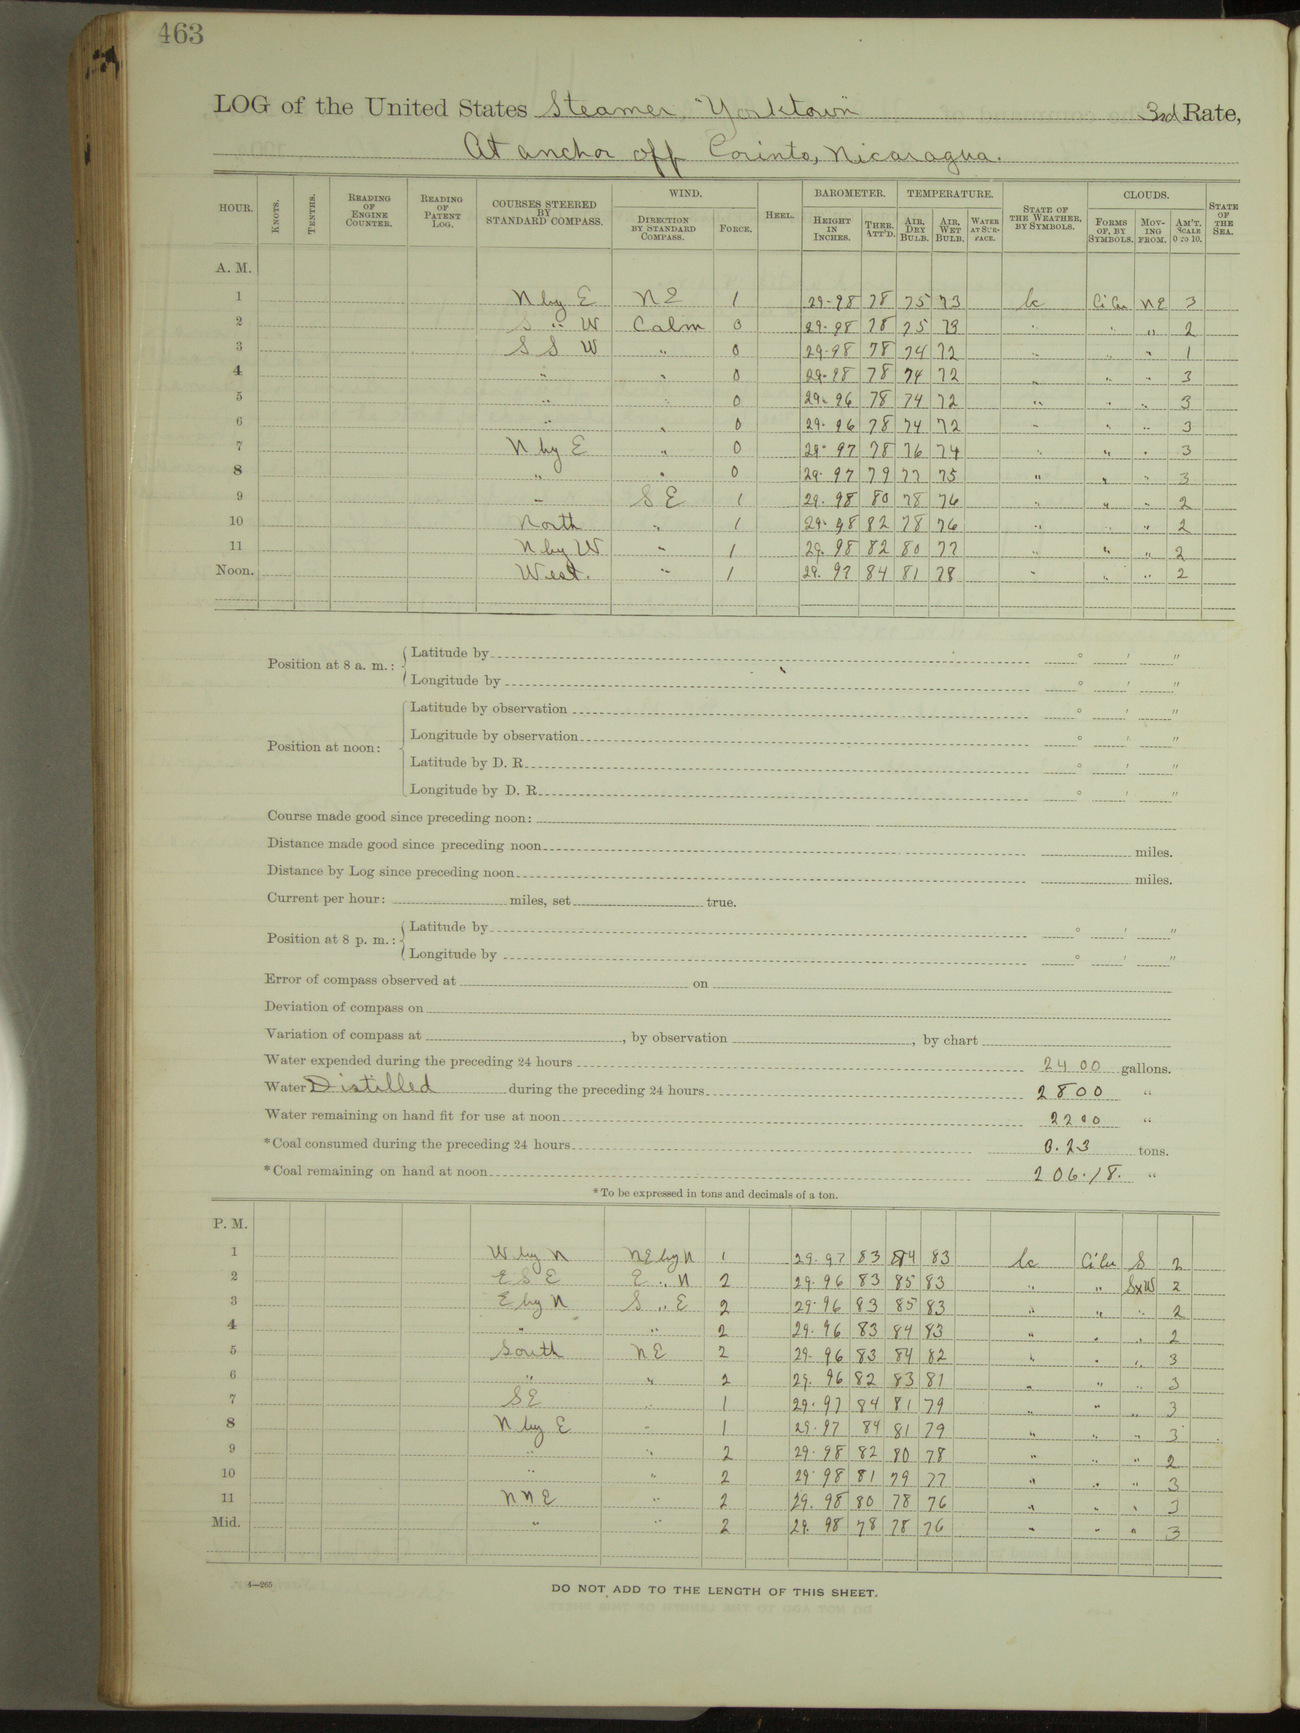 463
LOG of the United States Steamer "Yorktown" 3rd Rate,
At anchor off Corinto, Nicaragua.
HOUR. KNOTS. TENTHS. READING OF ENGINE COUNTER. READING OF PATENT LOG. COURSES STEERED BY STANDARD COMPASS. WIND. DIRECTION BY STANDARD COMPASS. FORCE. HEEL. BAROMETER. HEIGHT IN INCHES. THER. ATT'D. TEMPERATURE. AIR, DRY BULB. AIR, WET BULB. WATER AT SUR-FACE. STATE OF THE WEATHER, BY SYMBOLS. CLOUDS. FORMS OF, BY SYMBOLS. MOV-ING FROM. AM'T, SCALE 0 TO 10. STATE OF THE SEA.
A. M.
1 N by E NE 1 29.98 78 75 73 bc Ci Cu NE 3
2 S " W Calm 0 29.98 78 75 73 " " " 2
3 S S W " 0 29.98 78 74 72 " " " 1
4 " " 0 29.98 78 74 72 " " " 3
5 " " 0 29.96 78 74 72 " " " 3
6 " " 0 29.96 78 74 72 " " " 3
7 N by E " 0 29.97 78 76 74 " " " 3
8 " " 0 29.97 79 77 75 " " " 3
9 " S E 1 29.98 80 78 76 " " " 2
10 North " 1 29.98 82 78 76 " " " 2
11 N by W " 1 29.98 82 80 77 " " " 2
Noon. West. " 1 29.97 84 81 78 " " " 2
Position at 8 a. m.: Latitude by ° ' "
Longitude by ° ' "
Position at noon: Latitude by observation ° ' "
Longitude by observation ° ' "
Latitude by D. R. ° ' "
Longitude by D. R. ° ' "
Course made good since preceding noon:
Distance made good since preceding noon miles.
Distance by Log since preceding noon miles.
Current per hour: miles, set true.
Position at 8 p. m.: Latitude by ° ' "
Longitude by ° ' "
Error of compass observed at on
Deviation of compass on
Variation of compass at , by observation , by chart
Water expended during the preceding 24 hours 2400 gallons.
Water Distilled during the preceding 24 hours 2800 "
Water remaining on hand fit for use at noon 2200 "
*Coal consumed during the preceding 24 hours 6.23 tons.
*Coal remaining on hand at noon 206.18. "
*To be expressed in tons and decimals of a ton.
P. M.
1 W by N NE by N 1 29.97 83 84 83 bc Ci Cu S 2
2 E S E E " N 2 29.96 83 85 83 " " SxW 2
3 E by N S " E 2 29.96 83 85 83 " " " 2
4 " " 2 29.96 83 84 83 " " " 2
5 South NE 2 29.96 83 84 82 " " " 3
6 " " 2 29.96 82 83 81 " " " 3
7 SE " 1 29.97 84 81 79 " " " 3
8 N by E " 1 29.97 84 81 79 " " " 3
9 " " 2 29.98 82 80 78 " " " 2
10 " " 2 29.98 81 79 77 " " " 3
11 NNE " 2 29.98 80 78 76 " " " 3
Mid. " " 2 29.98 78 78 76 " " " 3
4—265
DO NOT ADD TO THE LENGTH OF THIS SHEET.